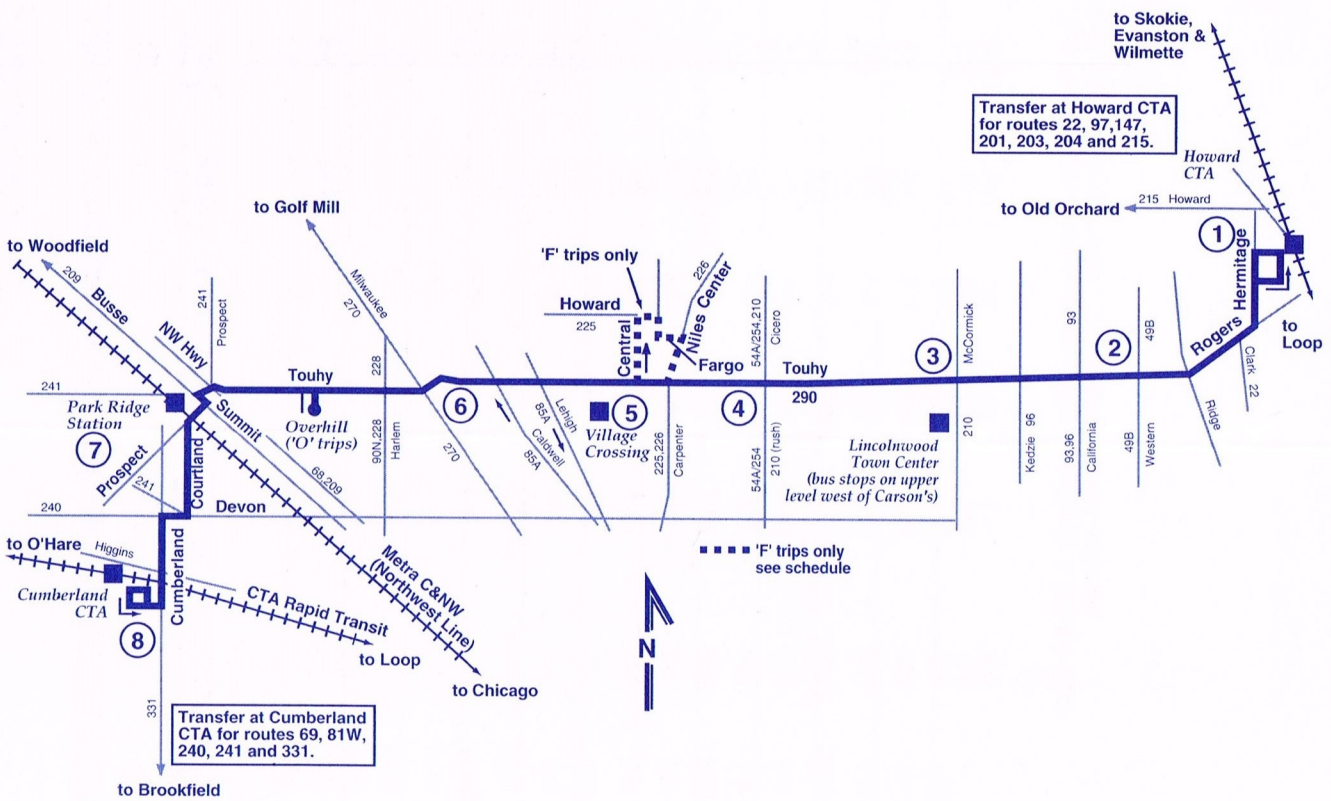 to Skokie,
Evanston &
Wilmette
Transfer at Howard CTA
for routes 22, 97,147,
201, 203, 204 and 215.
Howard
CTA
215 Howard
to Old Orchard
to Golf Mill
'F' trips only
226
Niles Center
1
Hermitage
to Woodfield
209
Busse
241
Prospect
Milwaukee
270
Howard
225
Central
Fargo
54A/254,210
Cicero
3
McCormick
93
2
49B
Rogers
to
Loop
NW Hwy
228
Touhy
Touhy
290
Clark 22
241
Park Ridge
Station
7
Summit
Overhill
('O' trips)
90N,228
Harlem
6
85A
Lehigh
Caldwell
85A
5
Village
Crossing
4
225,226
Carpenter
54A/254
210 (rush)
Lincolnwood
Town Center
(bus stops on upper
level west of Carson's)
210
Kedzie 96
93,96
California
49B
Western
Ridge
Prospect
241
Courtland
68,209
270
240
Devon
'F' trips only
see schedule
to O'Hare
Higgins
Cumberland
Cumberland
CTA
8
CTA Rapid Transit
to Loop
Metra C&NW
(Northwest Line)
to Chicago
N
331
Transfer at Cumberland
CTA for routes 69, 81W,
240, 241 and 331.
to Brookfield